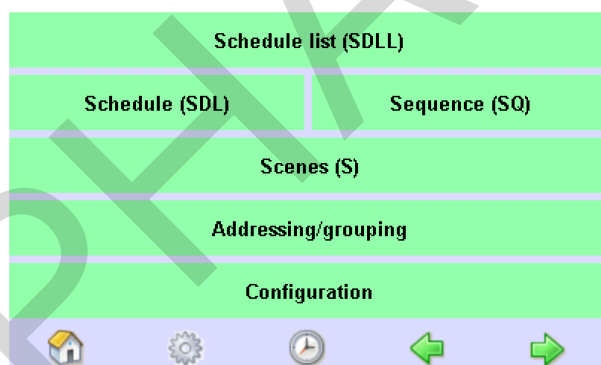 Schedule list (SDLL)
Schedule (SDL)
Sequence (SQ)
Scenes (S)
Addressing/grouping
Configuration